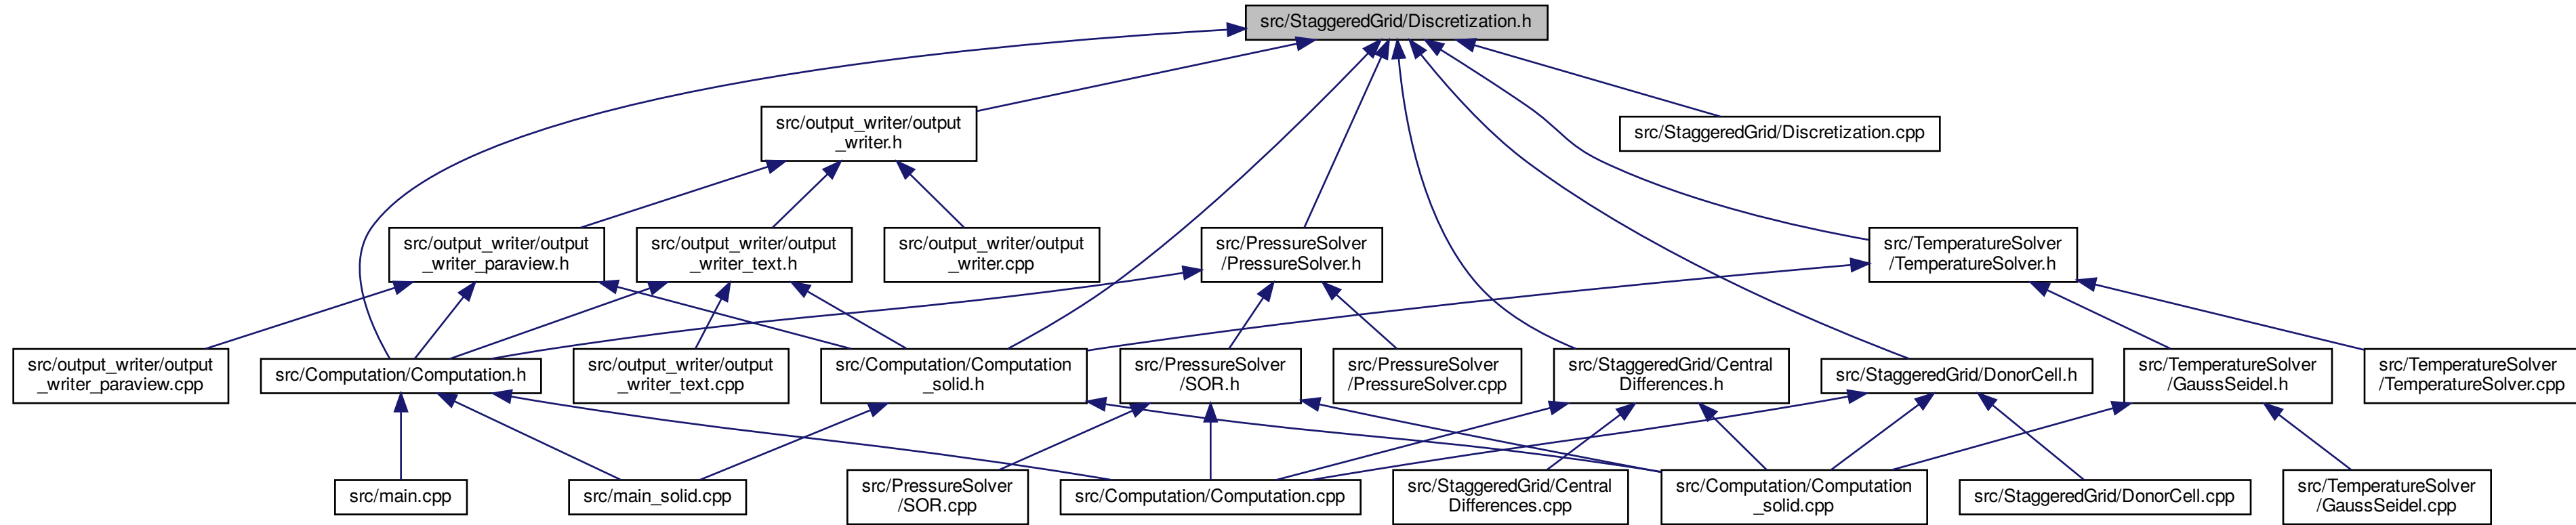 src/StaggeredGrid/Discretization.h
src/output_writer/output
_writer.h
src/StaggeredGrid/Discretization.cpp
src/output_writer/output
_writer_paraview.h
src/output_writer/output
_writer_text.h
src/output_writer/output
_writer.cpp
src/PressureSolver
/PressureSolver.h
src/TemperatureSolver
/TemperatureSolver.h
src/output_writer/output
_writer_paraview.cpp
src/Computation/Computation.h
src/output_writer/output
_writer_text.cpp
src/Computation/Computation
_solid.h
src/PressureSolver
/SOR.h
src/PressureSolver
/PressureSolver.cpp
src/StaggeredGrid/Central
Differences.h
src/StaggeredGrid/DonorCell.h
src/TemperatureSolver
/GaussSeidel.h
src/TemperatureSolver
/TemperatureSolver.cpp
src/main.cpp
src/main_solid.cpp
src/PressureSolver
/SOR.cpp
src/Computation/Computation.cpp
src/StaggeredGrid/Central
Differences.cpp
src/Computation/Computation
_solid.cpp
src/StaggeredGrid/DonorCell.cpp
src/TemperatureSolver
/GaussSeidel.cpp